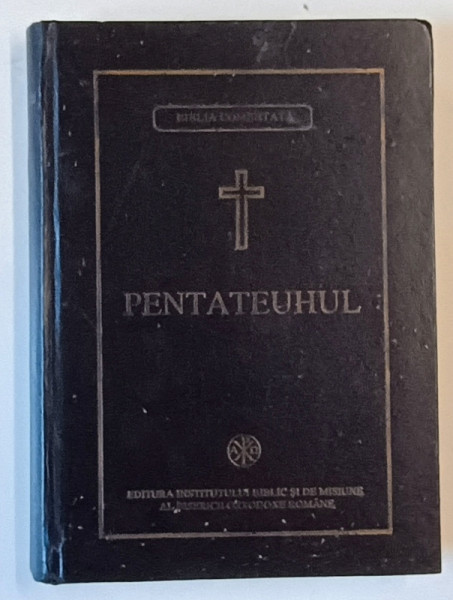 BIBLIA COMENTATĂ
PENTATEUHUL
A Ω
EDITURA INSTITUTULUI BIBLIC ȘI DE MISIUNE
AL BISERICII ORTODOXE ROMÂNE